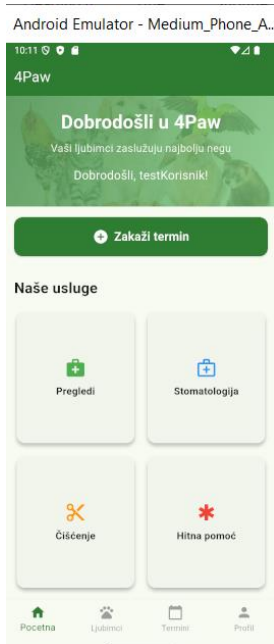 Android Emulator - Medium_Phone_A..
10:11
4Paw
Dobrodošli u 4Paw
Vaši ljubimci zaslužuju najbolju negu
Dobrodošli, testKorisnik!
Zakaži termin
Naše usluge
Pregledi
Stomatologija
Čišćenje
Hitna pomoć
Pocetna
Ljubimci
Termini
Profil